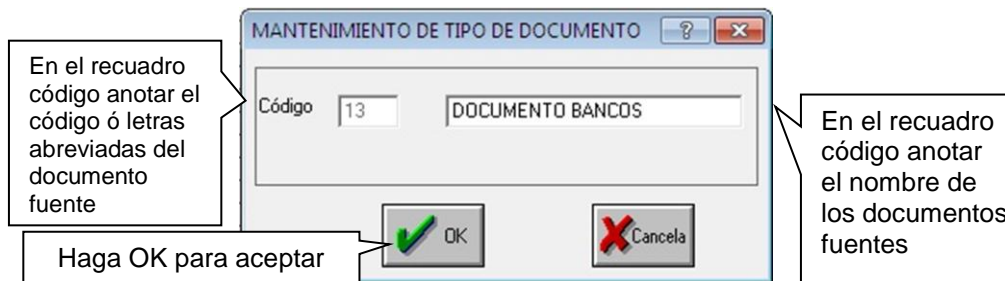 MANTENIMIENTO DE TIPO DE DOCUMENTO
En el recuadro
código anotar el
código ó letras
abreviadas del
documento
fuente
Código 13 DOCUMENTO BANCOS
En el recuadro
código anotar
el nombre de
los documentos
fuentes
OK Cancela
Haga OK para aceptar